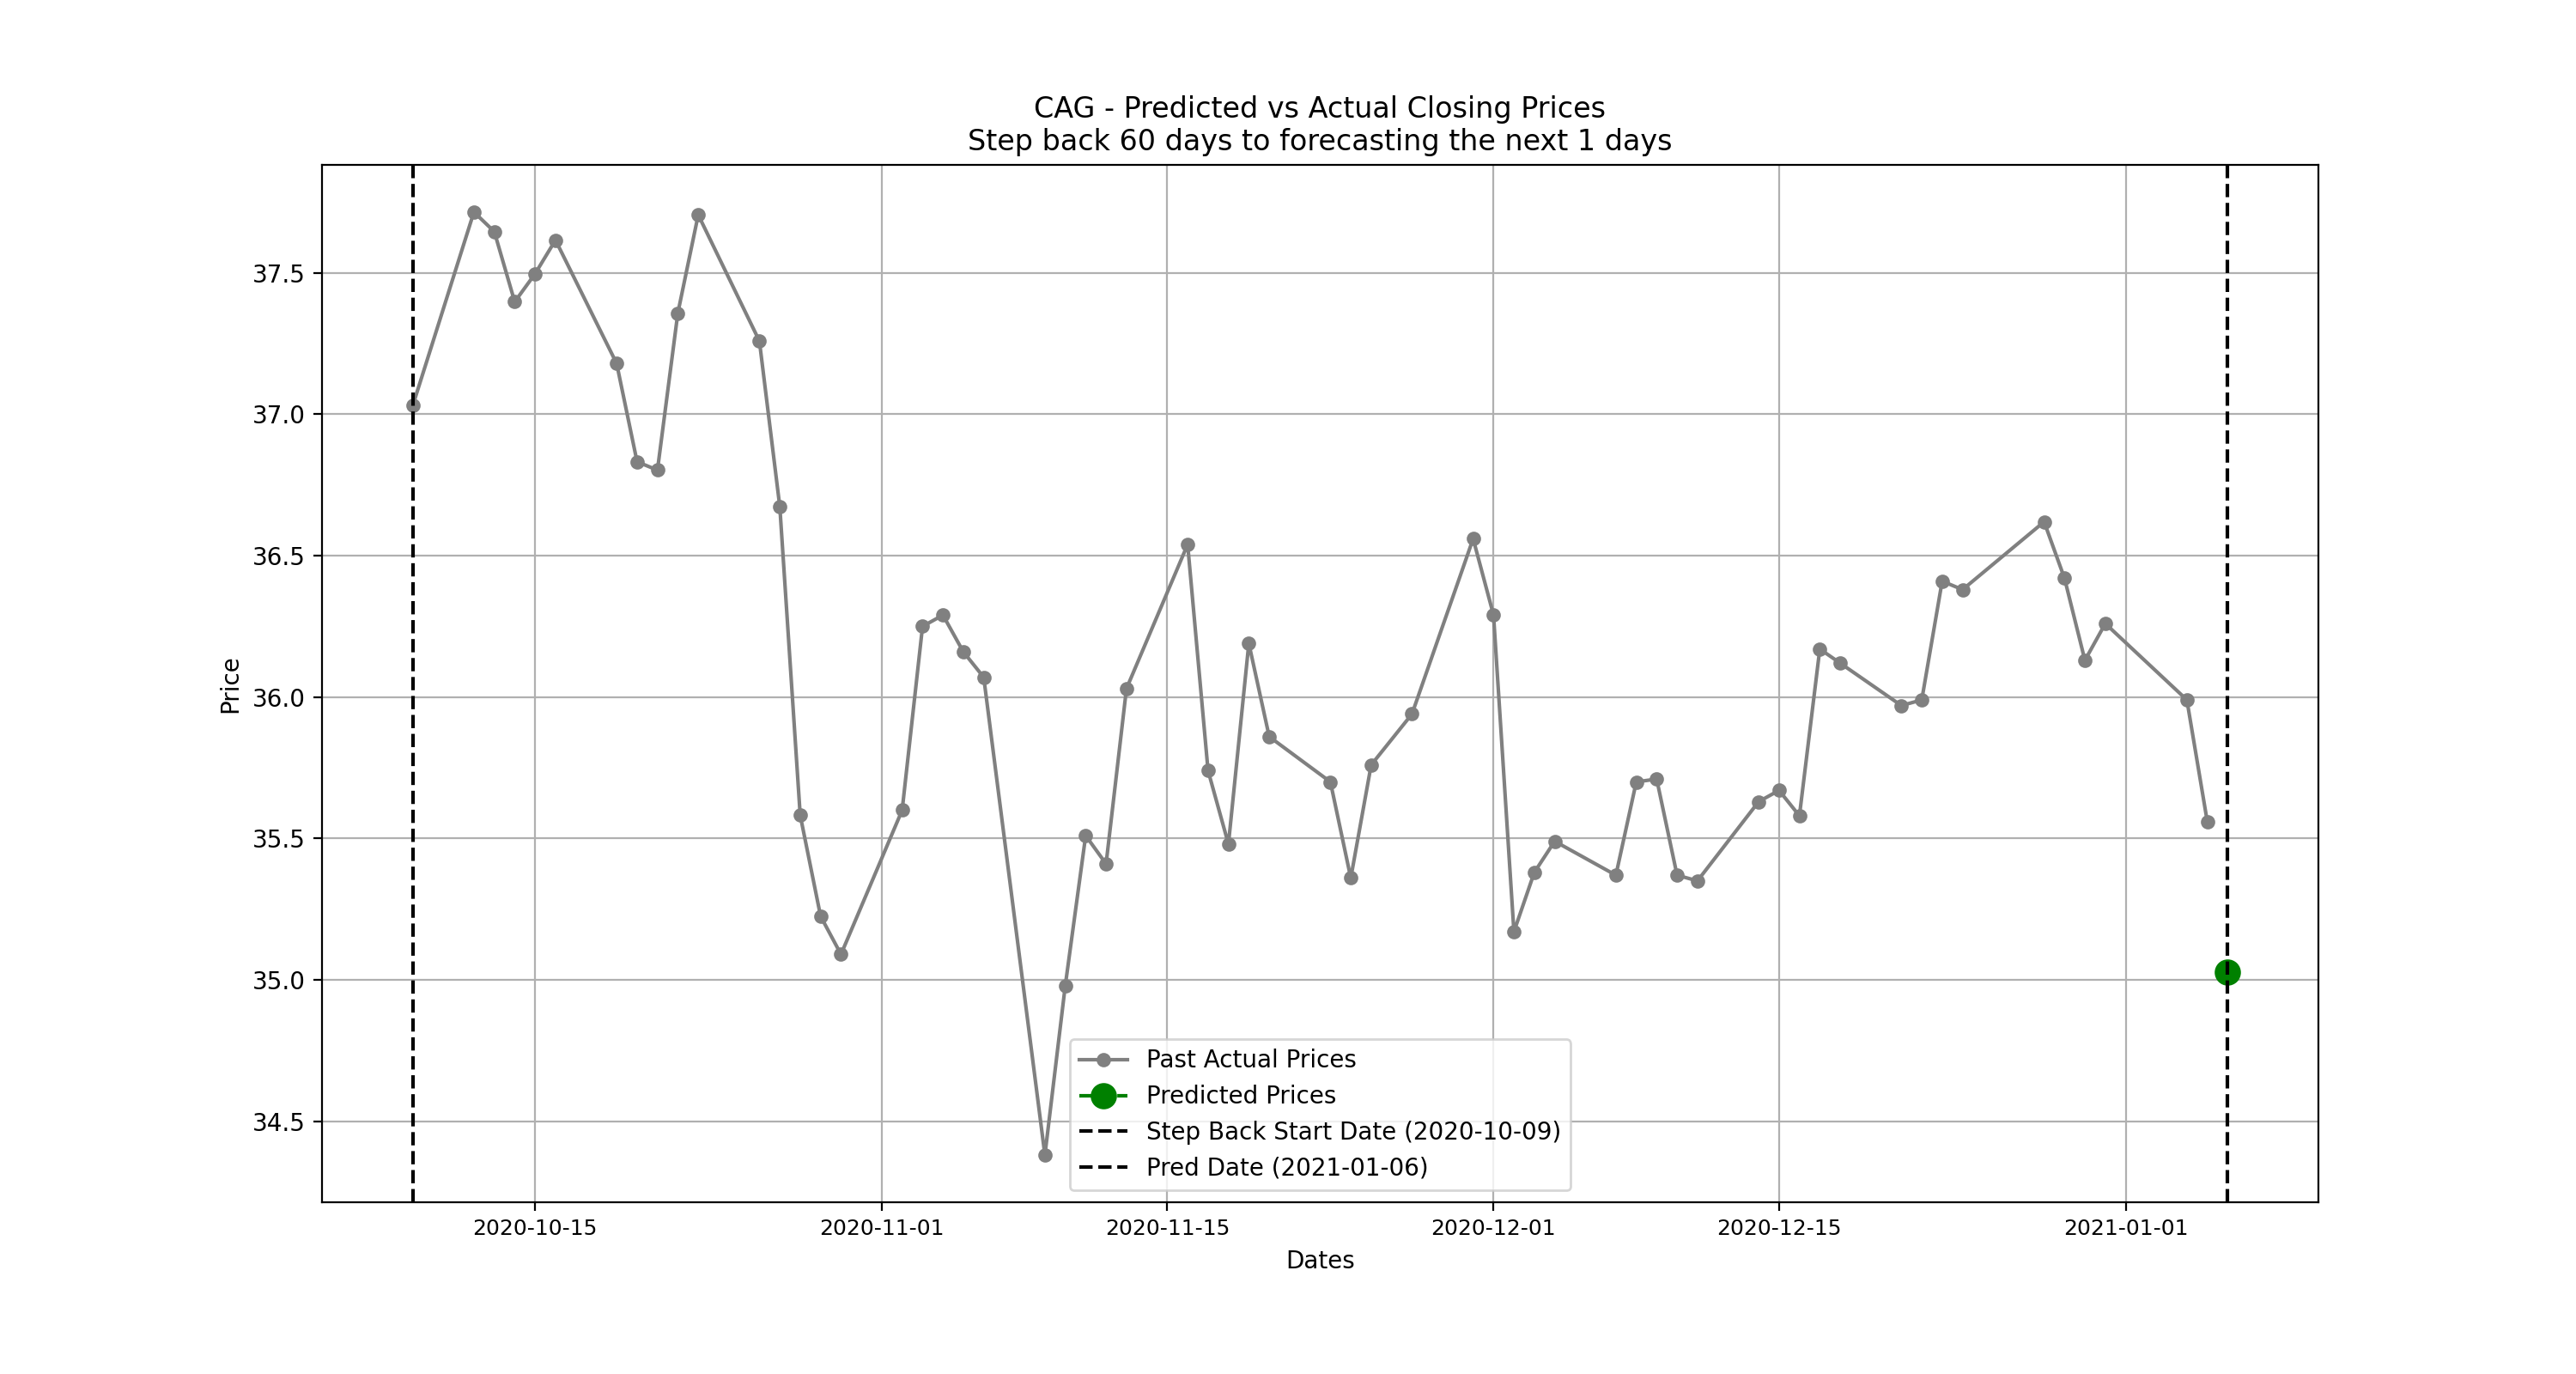 CAG - Predicted vs Actual Closing Prices
Step back 60 days to forecasting the next 1 days
Price
37.5
37.0
36.5
36.0
35.5
35.0
34.5
Past Actual Prices
Predicted Prices
Step Back Start Date (2020-10-09)
Pred Date (2021-01-06)
2020-10-15
2020-11-01
2020-11-15
2020-12-01
2020-12-15
2021-01-01
Dates